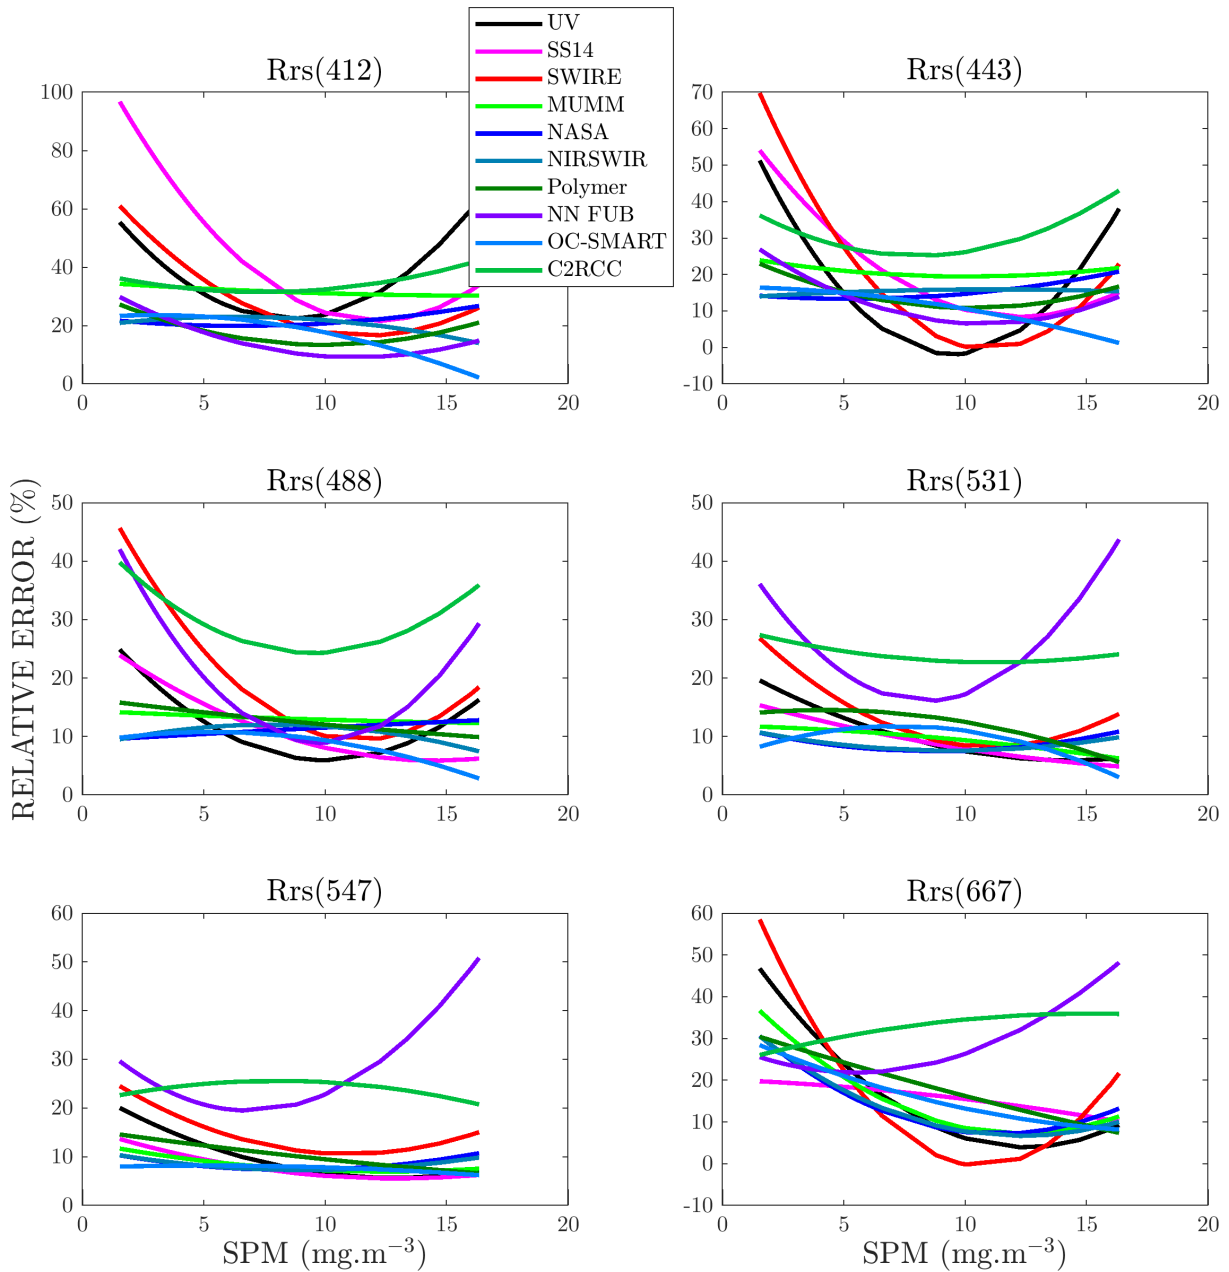 UV
SS14
SWIRE
MUMM
NASA
NIRSWIR
Polymer
NN FUB
OC-SMART
C2RCC
Rrs(412)
100
80
60
40
20
0
0 5 10 15 20
Rrs(443)
70
60
50
40
30
20
10
0
-10
0 5 10 15 20
RELATIVE ERROR (%)
Rrs(488)
50
40
30
20
10
0
0 5 10 15 20
Rrs(531)
50
40
30
20
10
0
0 5 10 15 20
Rrs(547)
60
50
40
30
20
10
0
0 5 10 15 20
SPM (mg.m⁻³)
Rrs(667)
60
50
40
30
20
10
0
-10
0 5 10 15 20
SPM (mg.m⁻³)